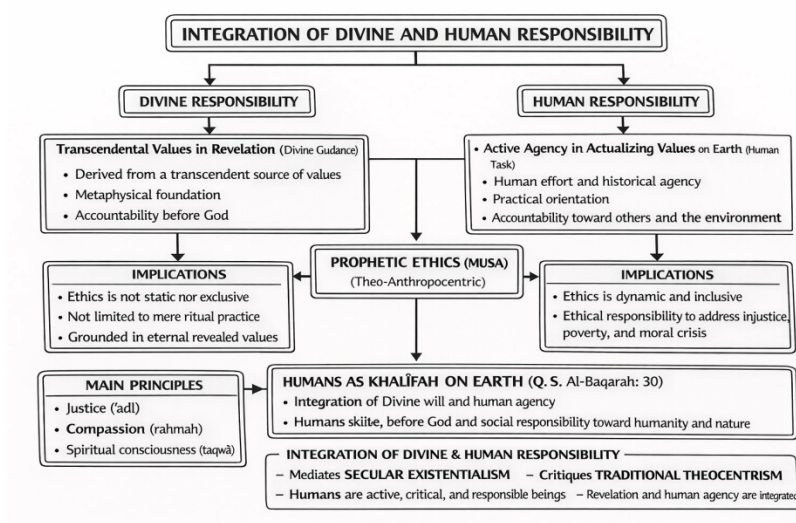 INTEGRATION OF DIVINE AND HUMAN RESPONSIBILITY
DIVINE RESPONSIBILITY
HUMAN RESPONSIBILITY
Transcendental Values in Revelation (Divine Gudance)
• Derived from a transcendent source of values
• Metaphysical foundation
• Accountability before God
• Active Agency in Actualizing Values on Earth (Human
Task)
• Human effort and historical agency
• Practical orientation
• Accountability toward others and the environment
IMPLICATIONS
• Ethics is not static nor exclusive
• Not limited to mere ritual practice
• Grounded in eternal revealed values
PROPHETIC ETHICS (MUSA)
(Theo-Anthropocentric)
IMPLICATIONS
• Ethics is dynamic and inclusive
• Ethical responsibility to address injustice,
poverty, and moral crisis
MAIN PRINCIPLES
• Justice ('adl)
• Compassion (rahmah)
• Spiritual consciousness (taqwà)
HUMANS AS KHALÎFAH ON EARTH (Q. S. Al-Baqarah: 30)
• Integration of Divine will and human agency
• Humans skiite, before God and social responsibility toward humanity and nature
INTEGRATION OF DIVINE & HUMAN RESPONSIBILITY
– Mediates SECULAR EXISTENTIALISM – Critiques TRADITIONAL THEOCENTRISM
– Humans are active, critical, and responsible beings – Revelation and human agency are integrated